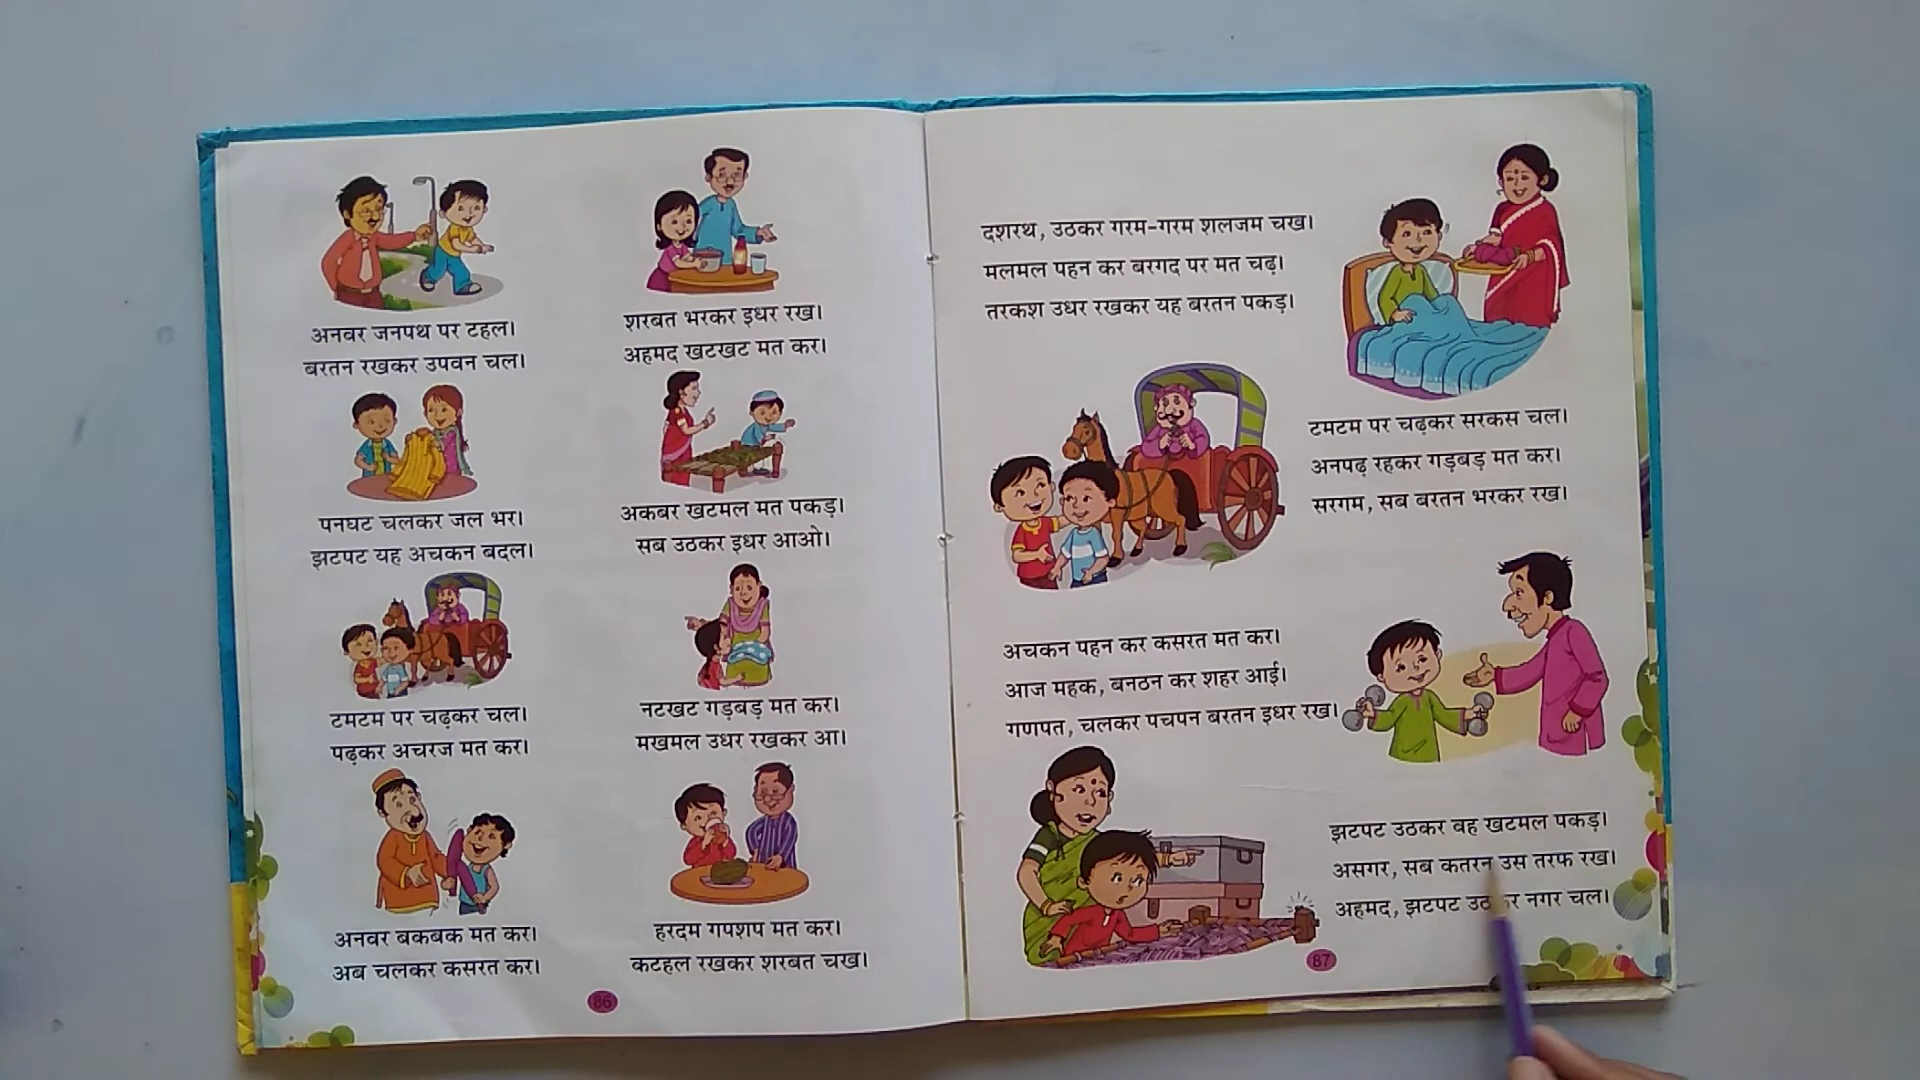 अनवर जनपथ पर टहल।
बरतन रखकर उपवन चल।
शरबत भरकर इधर रख।
अहमद खटखट मत कर।
पनघट चलकर जल भर।
झटपट यह अचकन बदल।
अकबर खटमल मत पकड़।
सब उठकर इधर आओ।
टमटम पर चढ़कर चल।
पढ़कर अचरज मत कर।
नटखट गड़बड़ मत कर।
मखमल उधर रखकर आ।
अनवर बकबक मत कर।
अब चलकर कसरत कर।
हरदम गपशप मत कर।
कटहल रखकर शरबत चख।
86
दशरथ, उठकर गरम-गरम शलजम चख।
मलमल पहन कर बरगद पर मत चढ़।
तरकश उधर रखकर यह बरतन पकड़।
टमटम पर चढ़कर सरकस चल।
अनपढ़ रहकर गड़बड़ मत कर।
सरगम, सब बरतन भरकर रख।
अचकन पहन कर कसरत मत कर।
आज महक, बनठन कर शहर आई।
गणपत, चलकर पचपन बरतन इधर रख।
झटपट उठकर वह खटमल पकड़।
असगर, सब कतरन उस तरफ रख।
अहमद, झटपट उठकर नगर चल।
87